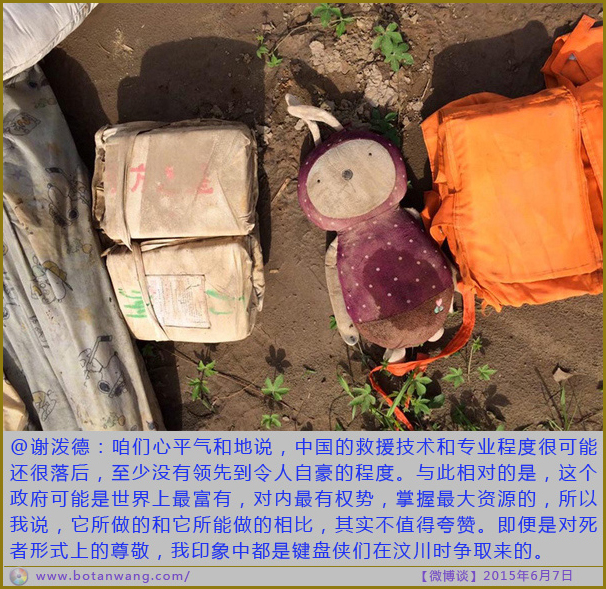 @谢泼德：咱们心平气和地说，中国的救援技术和专业程度很可能
还很落后，至少没有领先到令人自豪的程度。与此相对的是，这个
政府可能是世界上最富有，对内最有权势，掌握最大资源的，所以
我说，它所做的和它所能做的相比，其实不值得夸赞。即便是对死
者形式上的尊敬，我印象中都是键盘侠们在汶川时争取来的。
www.botanwang.com/
【微博谈】2015年6月7日